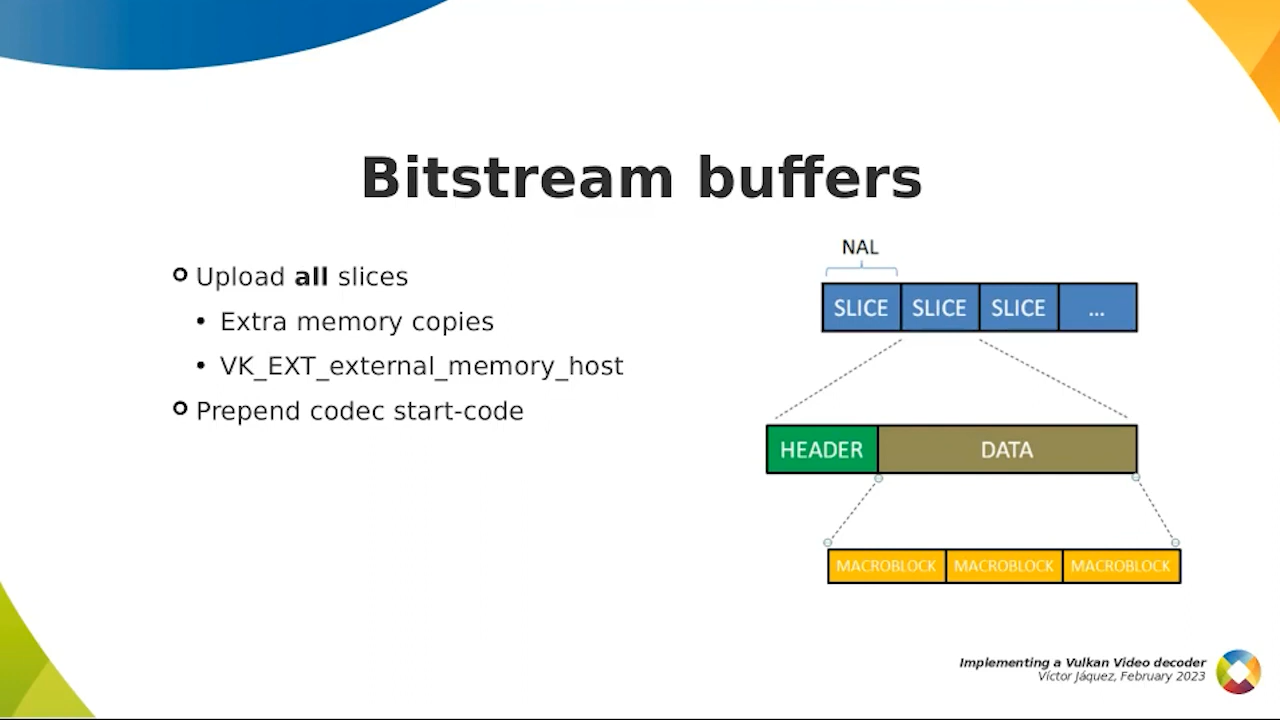 Bitstream buffers
Upload all slices
Extra memory copies
VK_EXT_external_memory_host
Prepend codec start-code
NAL
SLICE SLICE SLICE ...
HEADER DATA
MACROBLOCK MACROBLOCK MACROBLOCK
Implementing a Vulkan Video decoder
Víctor Jáquez, February 2023